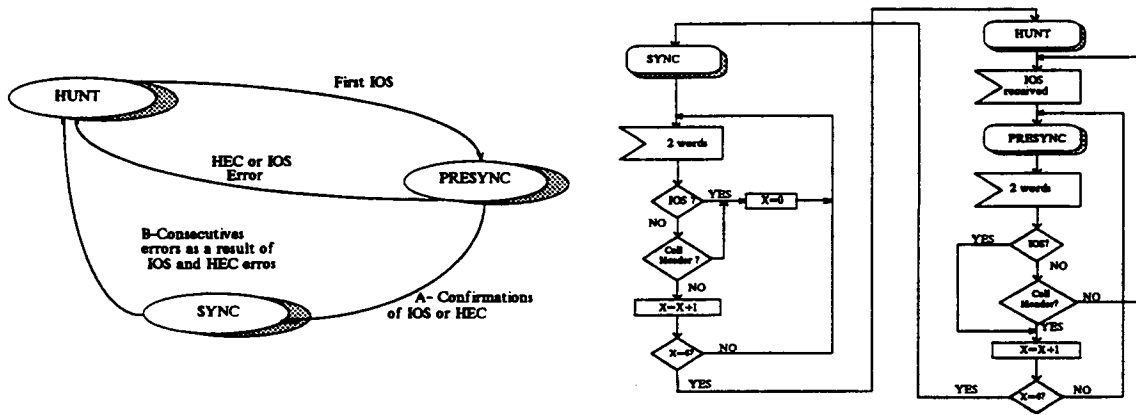 HUNT
First IOS
HEC or IOS
Error
PRESYNC
B-Consecutives
errors as a result of
IOS and HEC erros
SYNC
A- Confirmations
of IOS or HEC
SYNC
2 words
IOS ?
YES
X=0
NO
Cell
Header ?
NO
X=X+1
X=6?
NO
YES
HUNT
IOS
received
PRESYNC
2 words
YES
IOS?
NO
Cell
Header?
NO
YES
X=X+1
YES
X=6?
NO